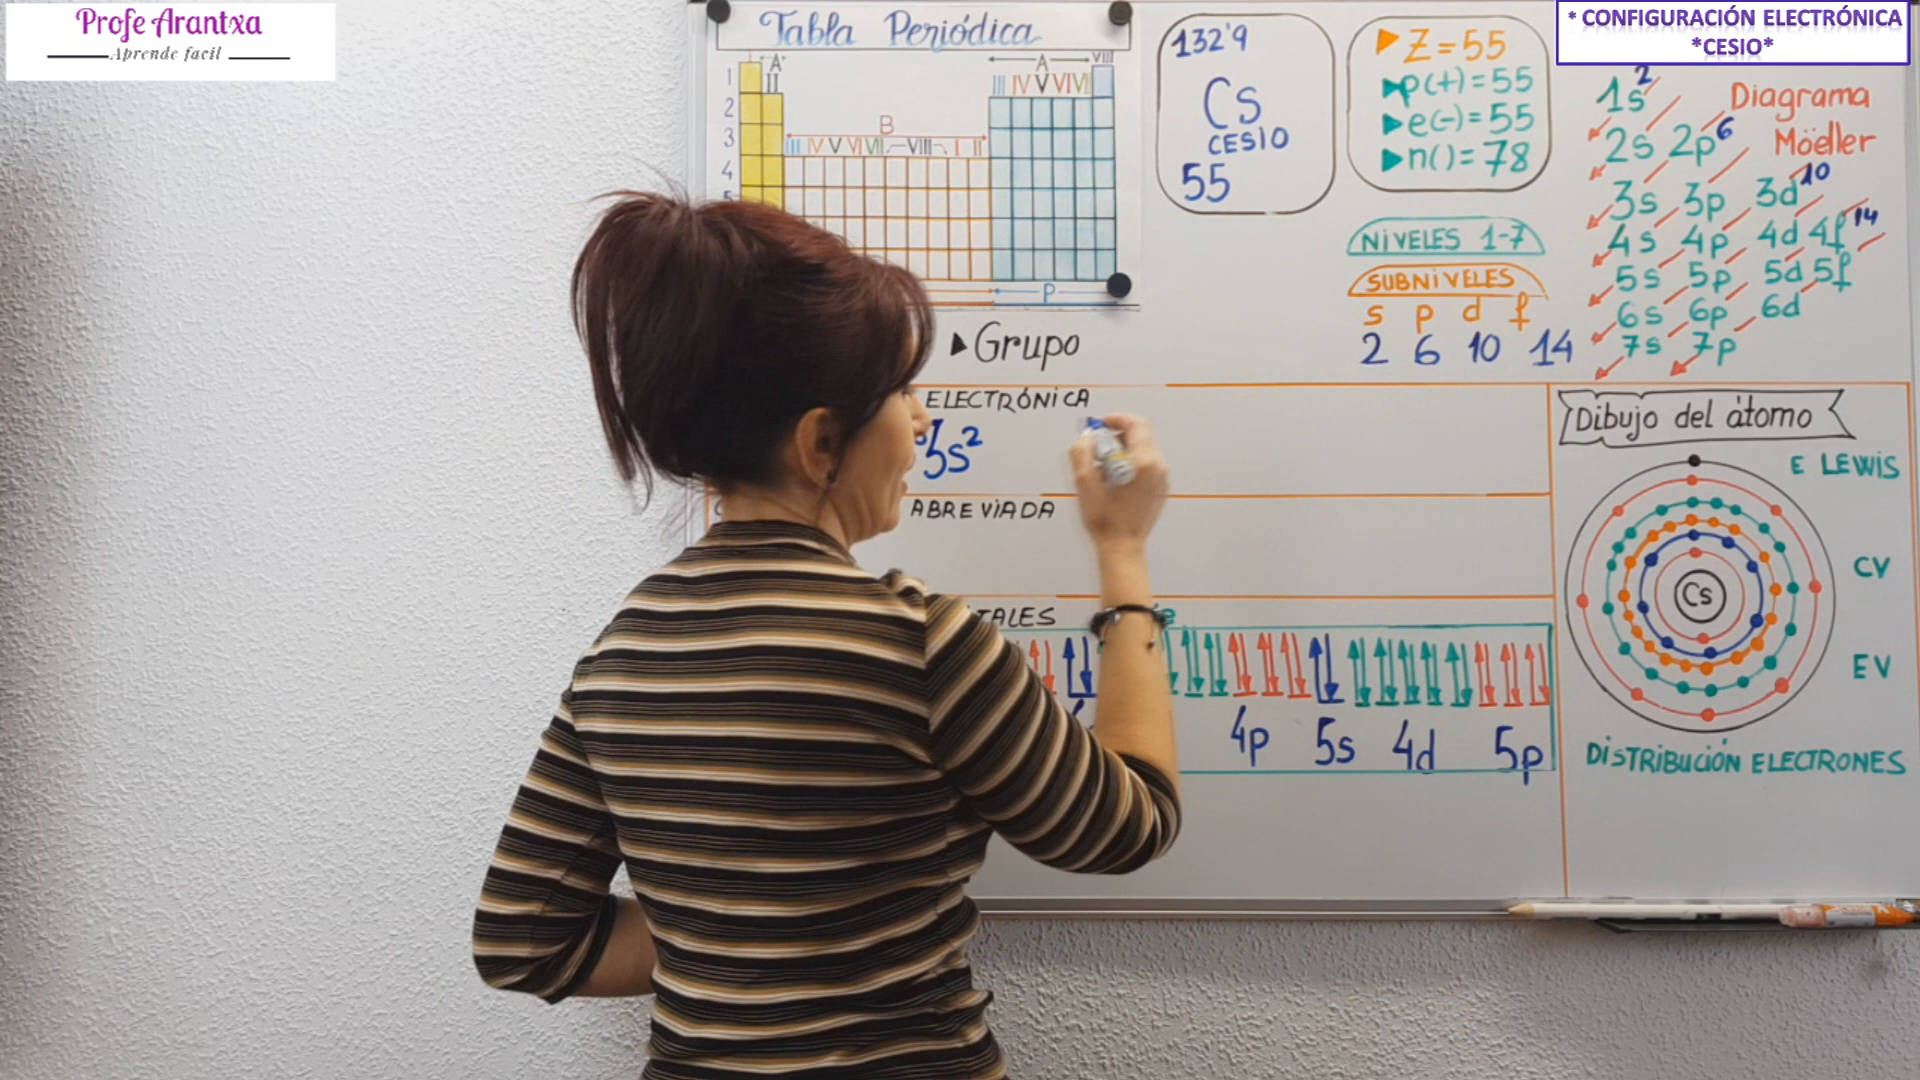 Profe Arantxa
Aprende facil
* CONFIGURACIÓN ELECTRÓNICA
*CESIO*
Tabla Periódica
A A VIII
II III IV V VI VII
B
III IV V VI VII VIII I II
1
2
3
4
P
132'9
Cs
CESIO
55
Z = 55
p(+) = 55
e(-) = 55
n() = 78
NIVELES 1-7
SUBNIVELES
s p d f
2 6 10 14
Diagrama
Möeller
1s²
2s 2p⁶
3s 3p 3d¹⁰
4s 4p 4d 4f¹⁴
5s 5p 5d 5f
6s 6p 6d
7s 7p
Grupo
ELECTRÓNICA
5s²
ABREVIADA
TALES
4p 5s 4d 5p
Dibujo del átomo
E LEWIS
Cs
CV
EV
DISTRIBUCIÓN ELECTRONES